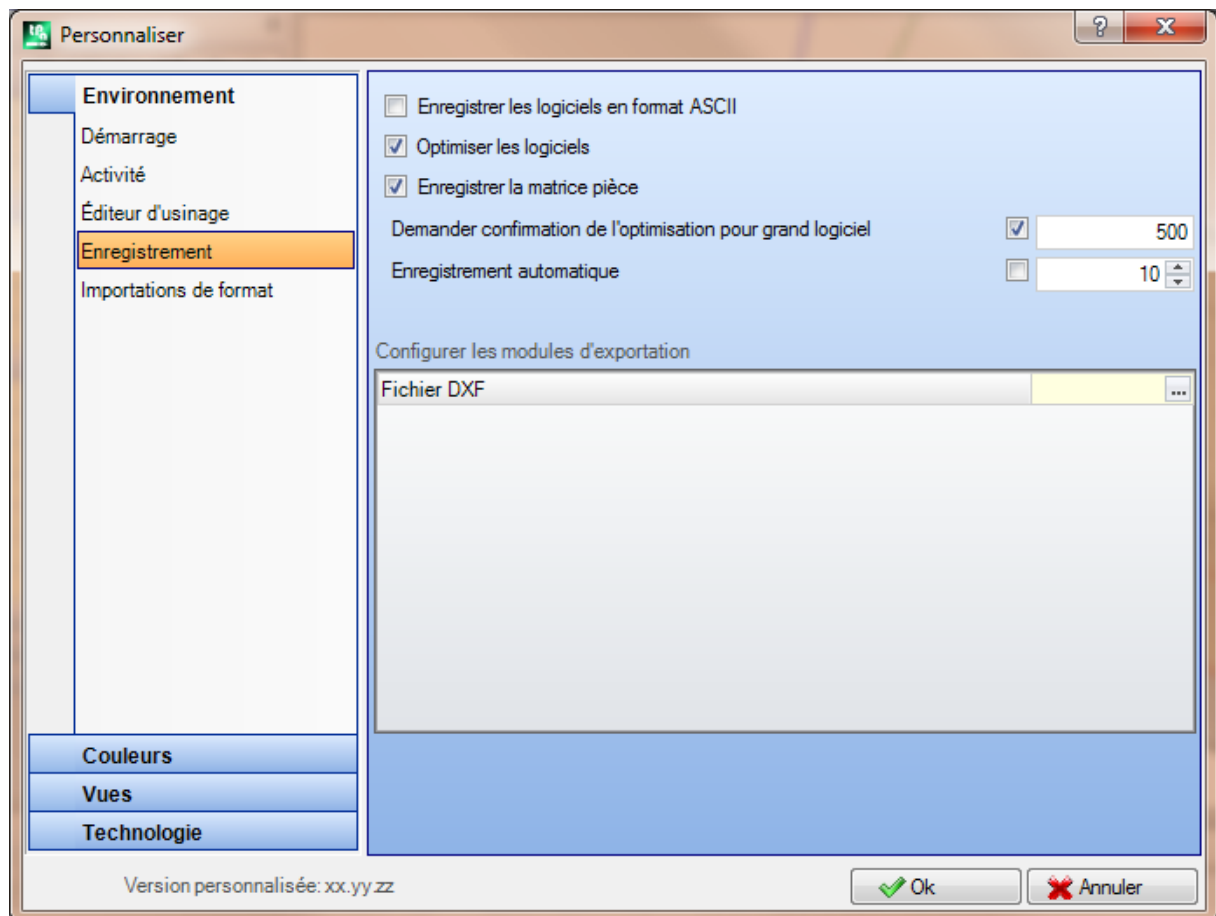 Personnaliser
Environnement
Démarrage
Activité
Éditeur d'usinage
Enregistrement
Importations de format
Couleurs
Vues
Technologie
Enregistrer les logiciels en format ASCII
Optimiser les logiciels
Enregistrer la matrice pièce
Demander confirmation de l'optimisation pour grand logiciel 500
Enregistrement automatique 10
Configurer les modules d'exportation
Fichier DXF ...
Version personnalisée: xx.yy.zz
Ok
Annuler